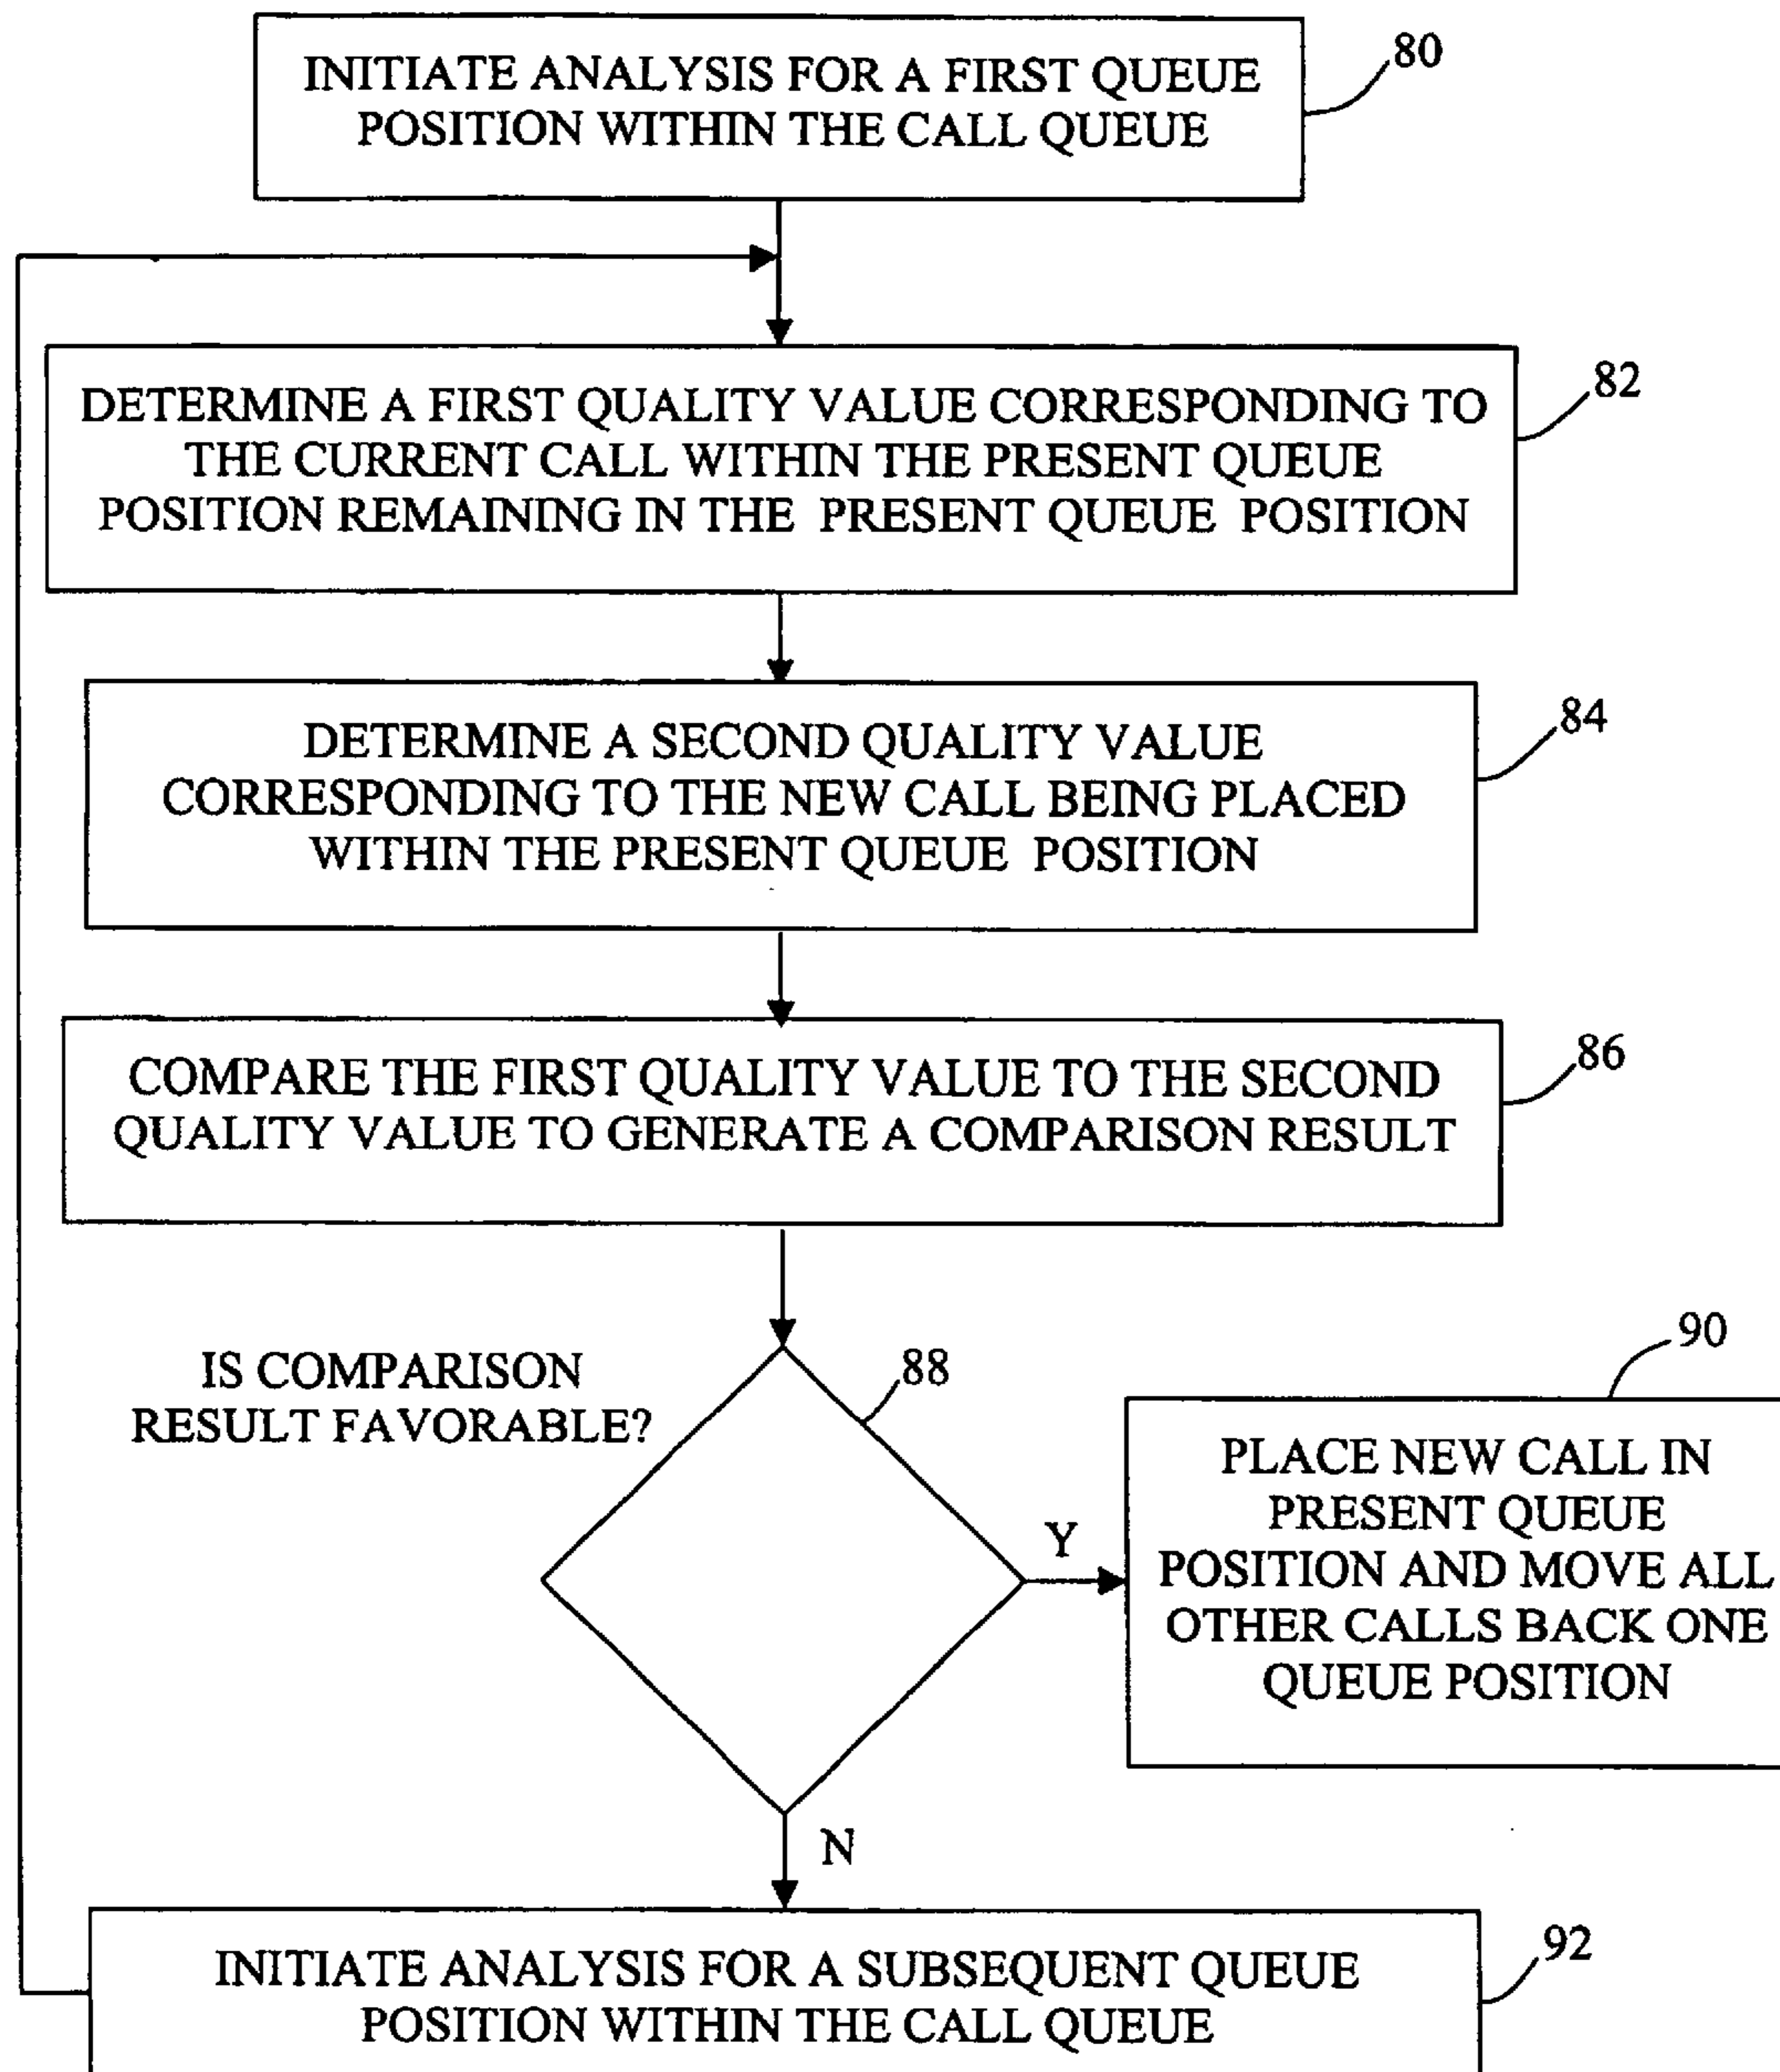 INITIATE ANALYSIS FOR A FIRST QUEUE
POSITION WITHIN THE CALL QUEUE
80
DETERMINE A FIRST QUALITY VALUE CORRESPONDING TO
THE CURRENT CALL WITHIN THE PRESENT QUEUE
POSITION REMAINING IN THE PRESENT QUEUE POSITION
82
DETERMINE A SECOND QUALITY VALUE
CORRESPONDING TO THE NEW CALL BEING PLACED
WITHIN THE PRESENT QUEUE POSITION
84
COMPARE THE FIRST QUALITY VALUE TO THE SECOND
QUALITY VALUE TO GENERATE A COMPARISON RESULT
86
IS COMPARISON
RESULT FAVORABLE?
88
Y
90
PLACE NEW CALL IN
PRESENT QUEUE
POSITION AND MOVE ALL
OTHER CALLS BACK ONE
QUEUE POSITION
N
INITIATE ANALYSIS FOR A SUBSEQUENT QUEUE
POSITION WITHIN THE CALL QUEUE
92